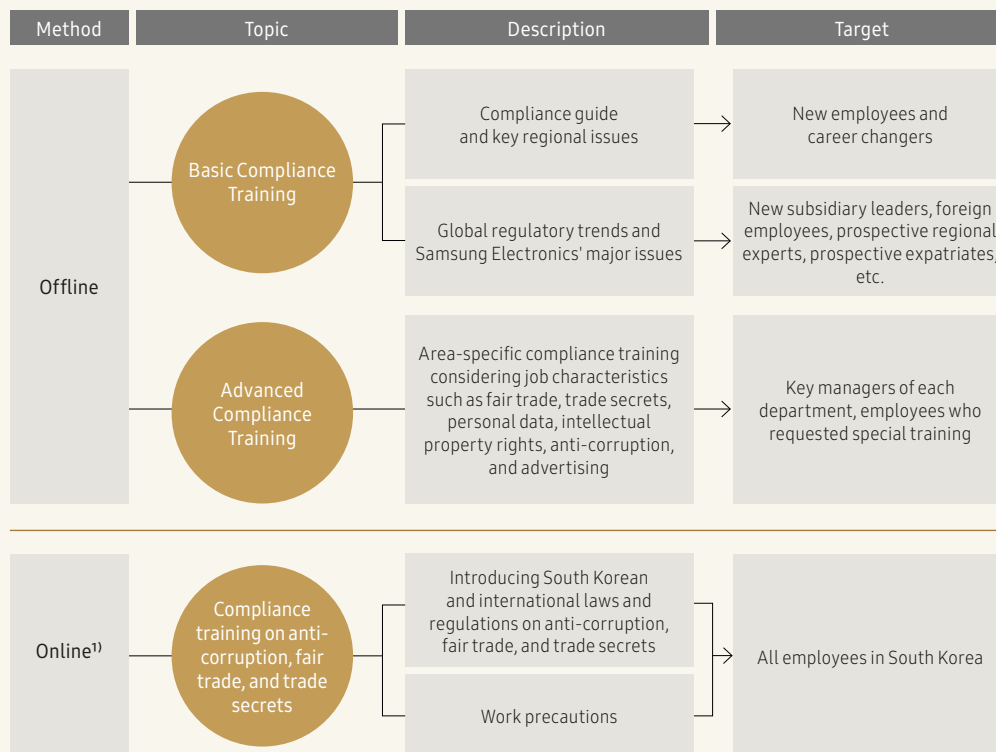 Method
Topic
Description
Target
Offline
Basic Compliance
Training
Compliance guide
and key regional issues
New employees and
career changers
Global regulatory trends and
Samsung Electronics' major issues
New subsidiary leaders, foreign
employees, prospective regional
experts, prospective expatriates,
etc.
Advanced
Compliance
Training
Area-specific compliance training
considering job characteristics
such as fair trade, trade secrets,
personal data, intellectual
property rights, anti-corruption,
and advertising
Key managers of each
department, employees who
requested special training
Online¹⁾
Compliance
training on anti-
corruption, fair
trade, and trade
secrets
Introducing South Korean
and international laws and
regulations on anti-corruption,
fair trade, and trade secrets
Work precautions
All employees in South Korea